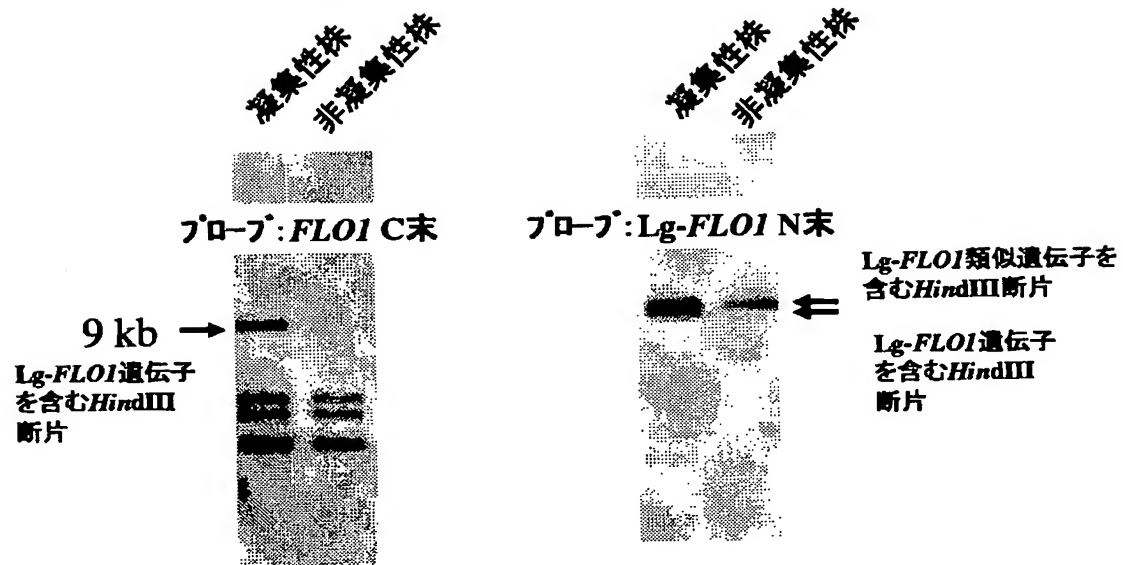 凝集性株
非凝集性株
プローブ:FLO1 C末
9 kb
Lg-FLO1遺伝子
を含むHindIII
断片
凝集性株
非凝集性株
プローブ:Lg-FLO1 N末
Lg-FLO1類似遺伝子を
含むHindIII断片
Lg-FLO1遺伝子
を含むHindIII
断片